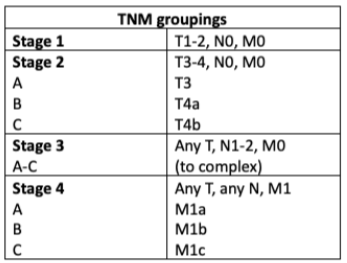 TNM groupings
Stage 1 T1-2, N0, M0
Stage 2 T3-4, N0, M0
A T3
B T4a
C T4b
Stage 3 Any T, N1-2, M0
A-C (to complex)
Stage 4 Any T, any N, M1
A M1a
B M1b
C M1c